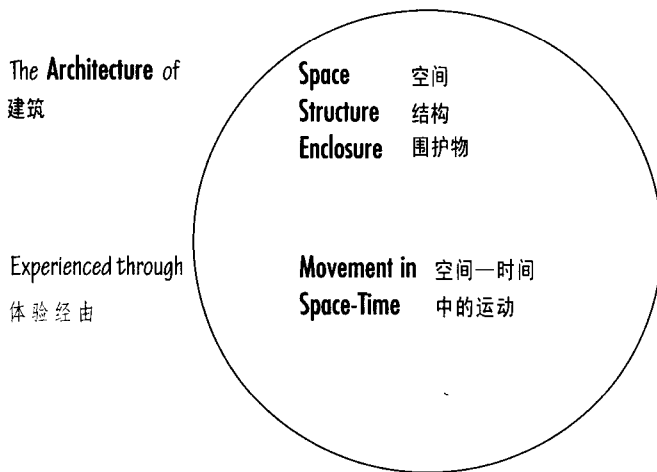 The Architecture of
建筑
Space 空间
Structure 结构
Enclosure 围护物
Experienced through
体验经由
Movement in 空间—时间
Space-Time 中的运动